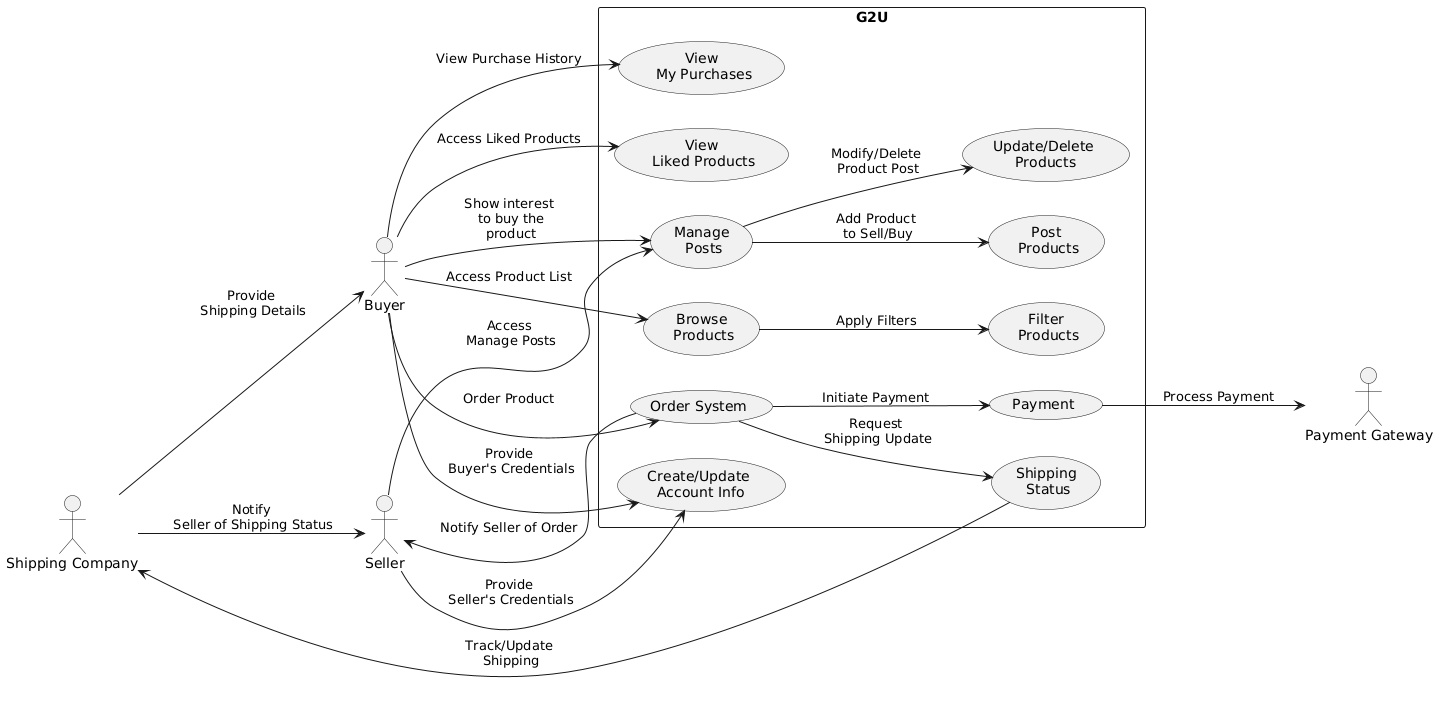 G2U
View
My Purchases
View Purchase History
View
Liked Products
Access Liked Products
Update/Delete
Products
Modify/Delete
Product Post
Show interest
to buy the
product
Manage
Posts
Add Product
to Sell/Buy
Post
Products
Buyer
Access Product List
Provide
Shipping Details
Browse
Products
Apply Filters
Filter
Products
Access
Manage Posts
Order Product
Order System
Initiate Payment
Payment
Process Payment
Payment Gateway
Request
Shipping Update
Provide
Buyer's Credentials
Create/Update
Account Info
Shipping
Status
Notify
Seller of Shipping Status
Notify Seller of Order
Shipping Company
Seller
Provide
Seller's Credentials
Track/Update
Shipping